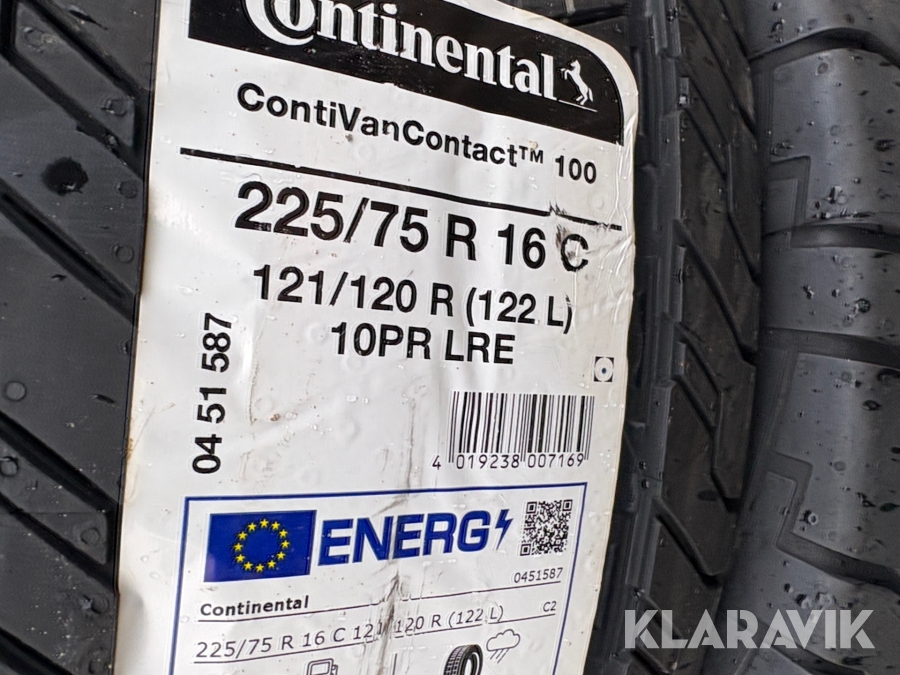 Continental
ContiVanContact™ 100
225/75 R 16 C
121/120 R (122 L)
10PR LRE
04 51 587
4 019238 007169
ENERG
0451587
Continental
C2
225/75 R 16 C 121/120 R (122 L)
KLARAVIK